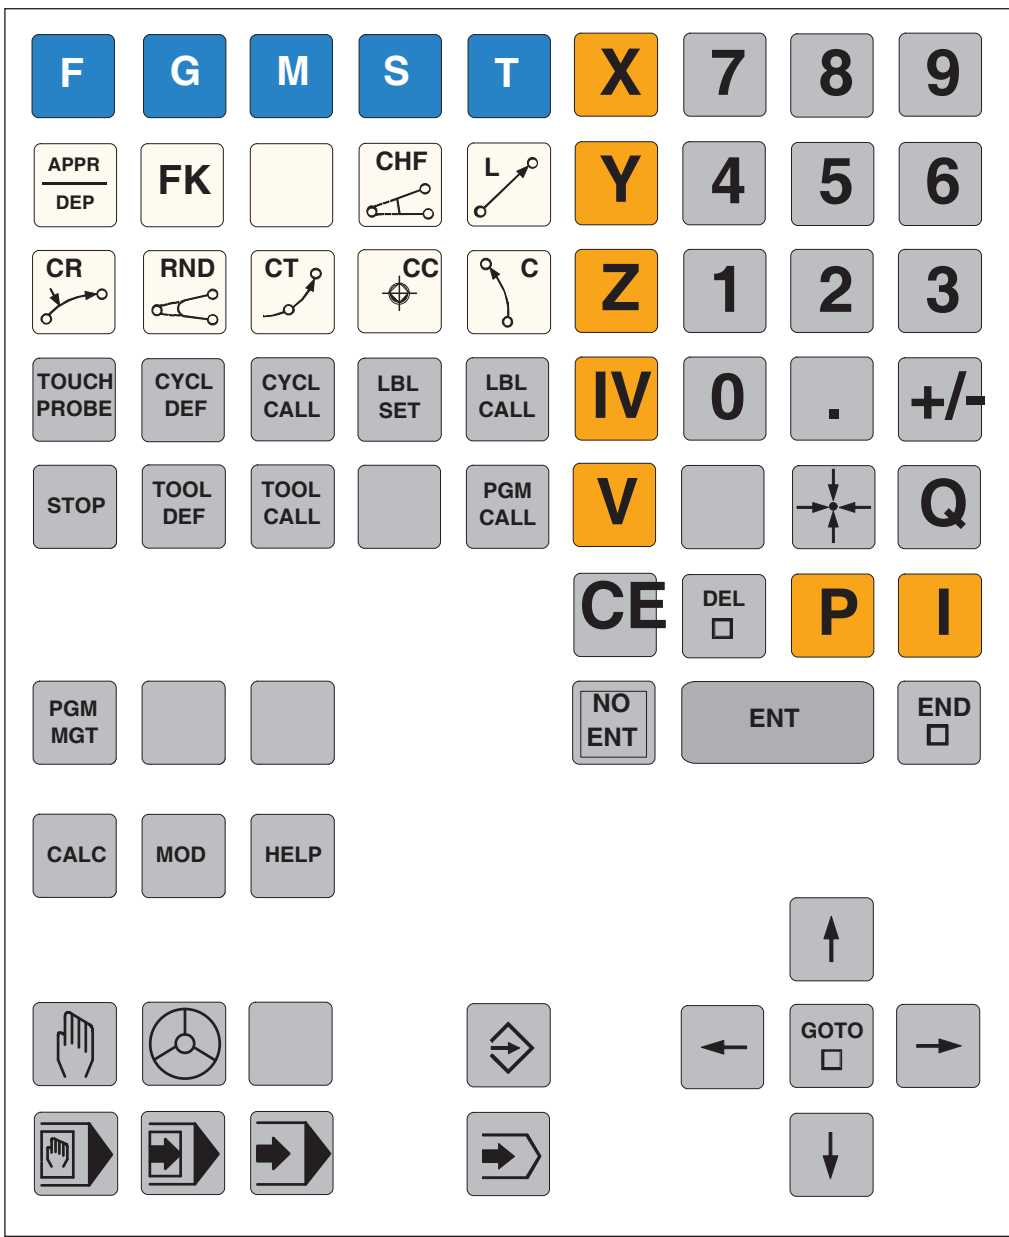 F G M S T X 7 8 9
APPR
DEP
FK
CHF
L
Y 4 5 6
CR
RND
CT
CC
C
Z 1 2 3
TOUCH
PROBE
CYCL
DEF
CYCL
CALL
LBL
SET
LBL
CALL
IV 0 . +/-
STOP
TOOL
DEF
TOOL
CALL
PGM
CALL
V
Q
CE
DEL
P I
PGM
MGT
NO
ENT
ENT
END
CALC MOD HELP
GOTO